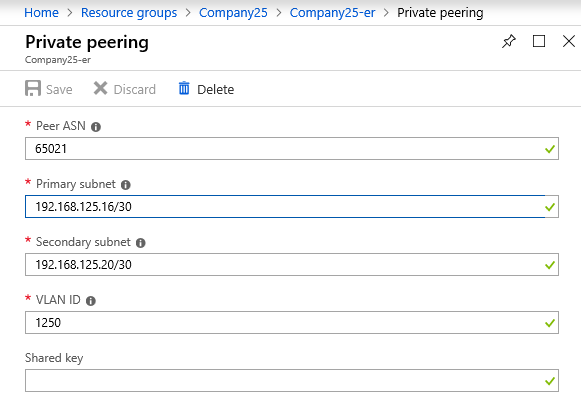 Home > Resource groups > Company25 > Company25-er > Private peering
Private peering
Company25-er
Save Discard Delete
* Peer ASN
65021
* Primary subnet
192.168.125.16/30
* Secondary subnet
192.168.125.20/30
* VLAN ID
1250
Shared key